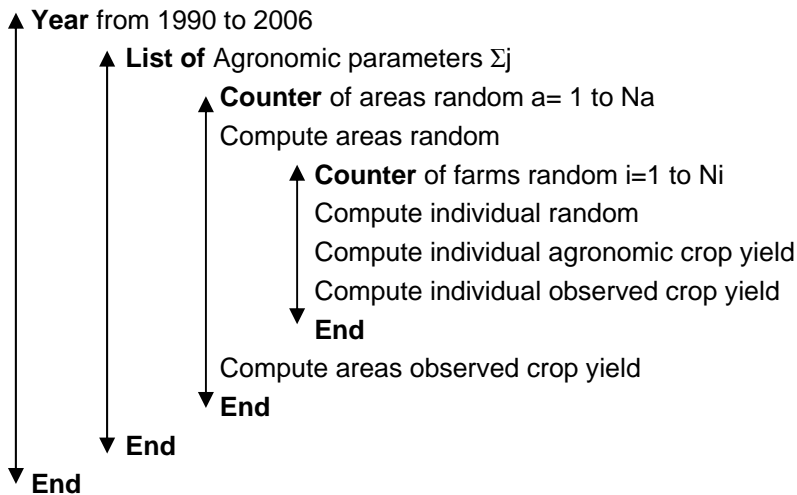 Year from 1990 to 2006
List of Agronomic parameters Σj
Counter of areas random a= 1 to Na
Compute areas random
Counter of farms random i=1 to Ni
Compute individual random
Compute individual agronomic crop yield
Compute individual observed crop yield
End
Compute areas observed crop yield
End
End
End